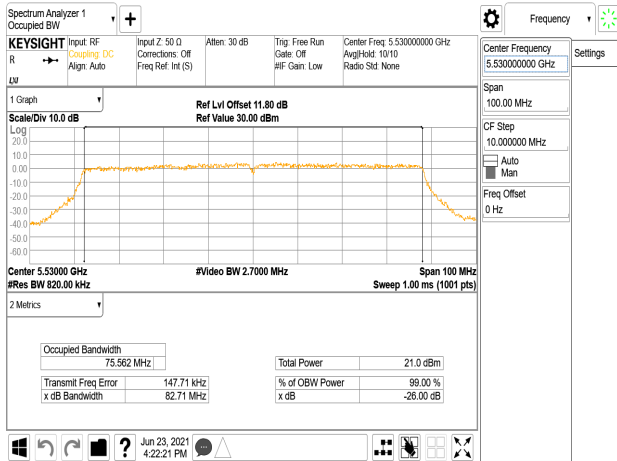 Spectrum Analyzer 1
Occupied BW
KEYSIGHT
R
LXI
Input: RF
Coupling: DC
Align: Auto
Input Z: 50 Ω
Corrections: Off
Freq Ref: Int (S)
Atten: 30 dB
Trig: Free Run
Gate: Off
#IF Gain: Low
Center Freq: 5.530000000 GHz
Avg|Hold: 10/10
Radio Std: None
1 Graph
Scale/Div 10.0 dB
Ref Lvl Offset 11.80 dB
Ref Value 30.00 dBm
Log
20.0
10.0
0.00
-10.0
-20.0
-30.0
-40.0
-50.0
-60.0
Center 5.53000 GHz
#Video BW 2.7000 MHz
Span 100 MHz
#Res BW 820.00 kHz
Sweep 1.00 ms (1001 pts)
2 Metrics
Occupied Bandwidth
75.562 MHz
Total Power 21.0 dBm
Transmit Freq Error 147.71 kHz
% of OBW Power 99.00 %
x dB Bandwidth 82.71 MHz
x dB -26.00 dB
?
Jun 23, 2021
4:22:21 PM
Frequency
Center Frequency
5.530000000 GHz
Settings
Span
100.00 MHz
CF Step
10.000000 MHz
Auto
Man
Freq Offset
0 Hz